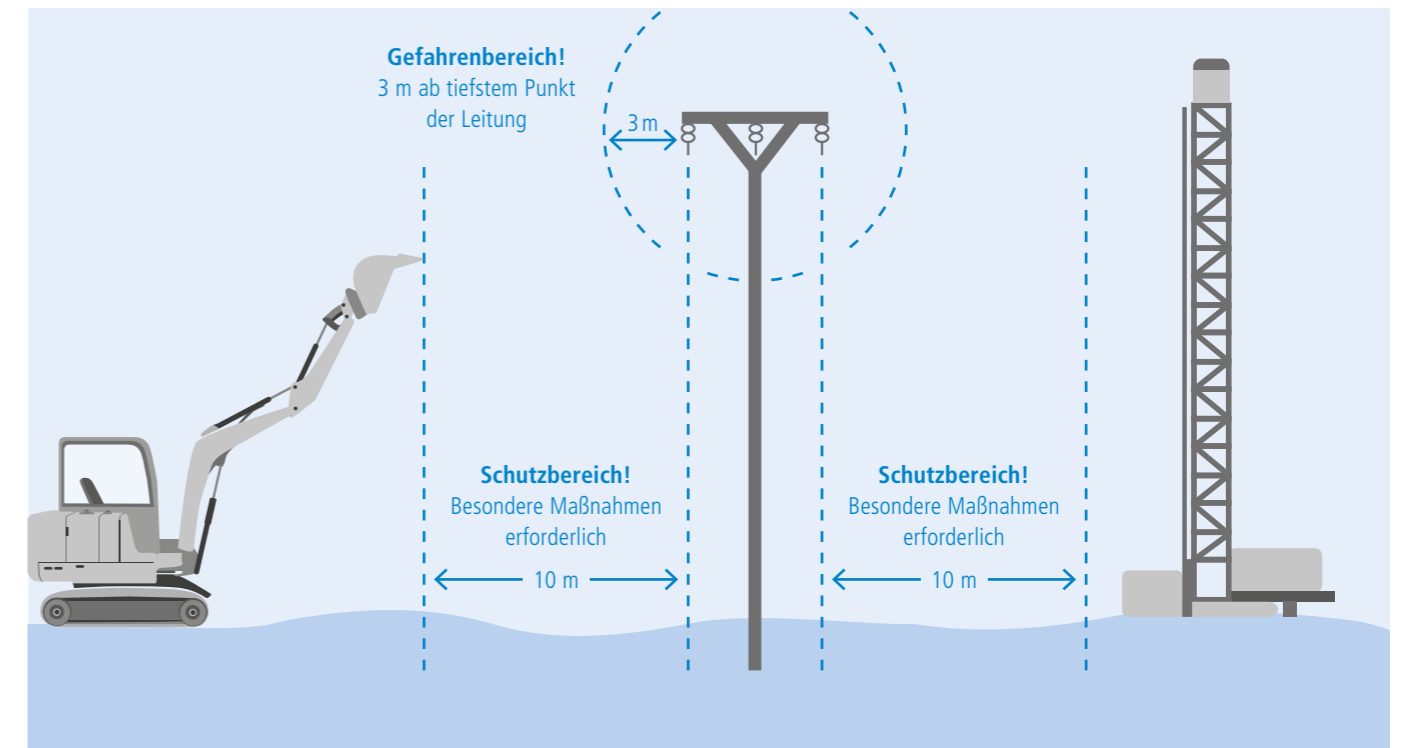 Gefahrenbereich!
3 m ab tiefstem Punkt
der Leitung
3 m
Schutzbereich!
Besondere Maßnahmen
erforderlich
10 m
Schutzbereich!
Besondere Maßnahmen
erforderlich
10 m